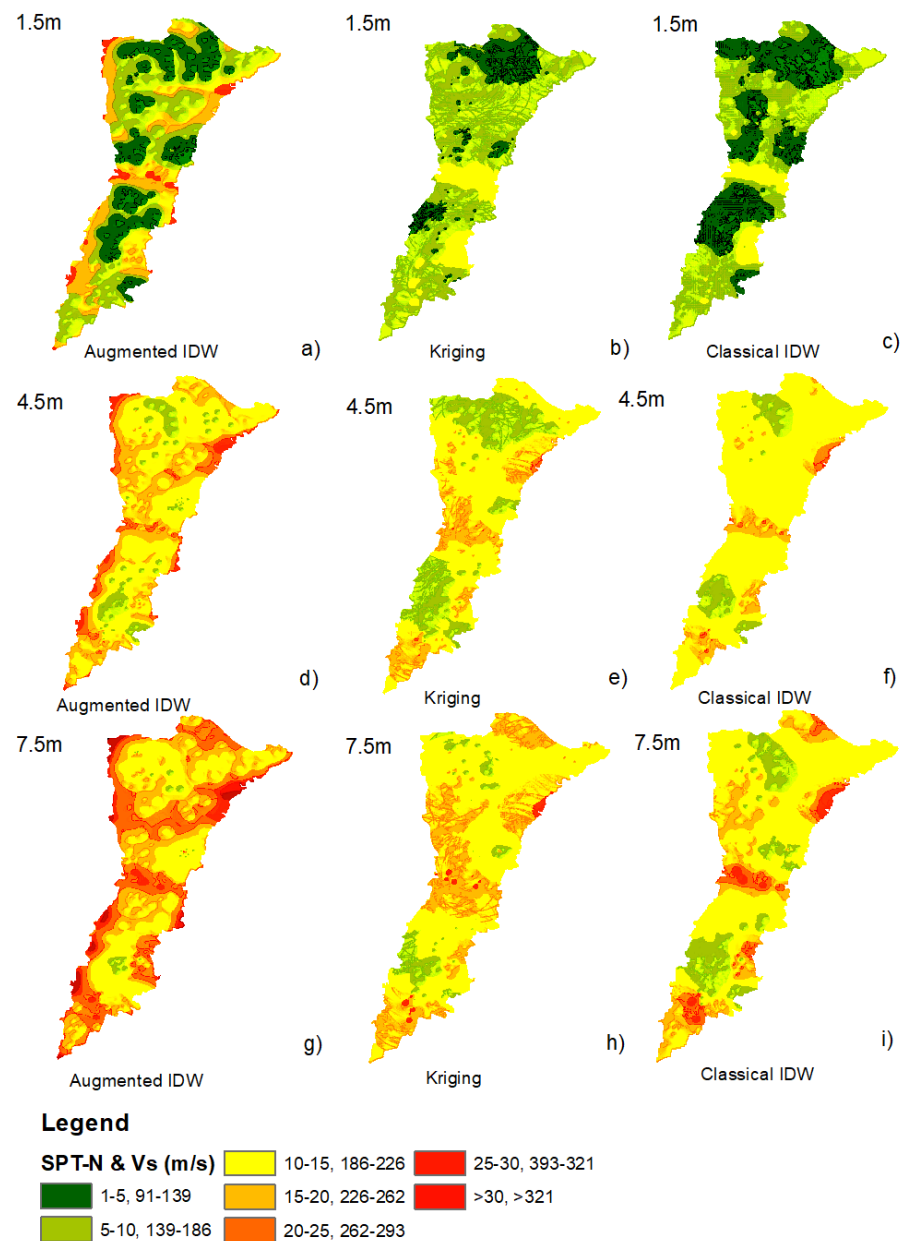 1.5m
1.5m
1.5m
Augmented IDW
a)
Kriging
b)
Classical IDW
c)
4.5m
4.5m
4.5m
Augmented IDW
d)
Kriging
e)
Classical IDW
f)
7.5m
7.5m
7.5m
Augmented IDW
g)
Kriging
h)
Classical IDW
i)
Legend
SPT-N & Vs (m/s)
1-5, 91-139
5-10, 139-186
10-15, 186-226
15-20, 226-262
20-25, 262-293
25-30, 393-321
>30, >321